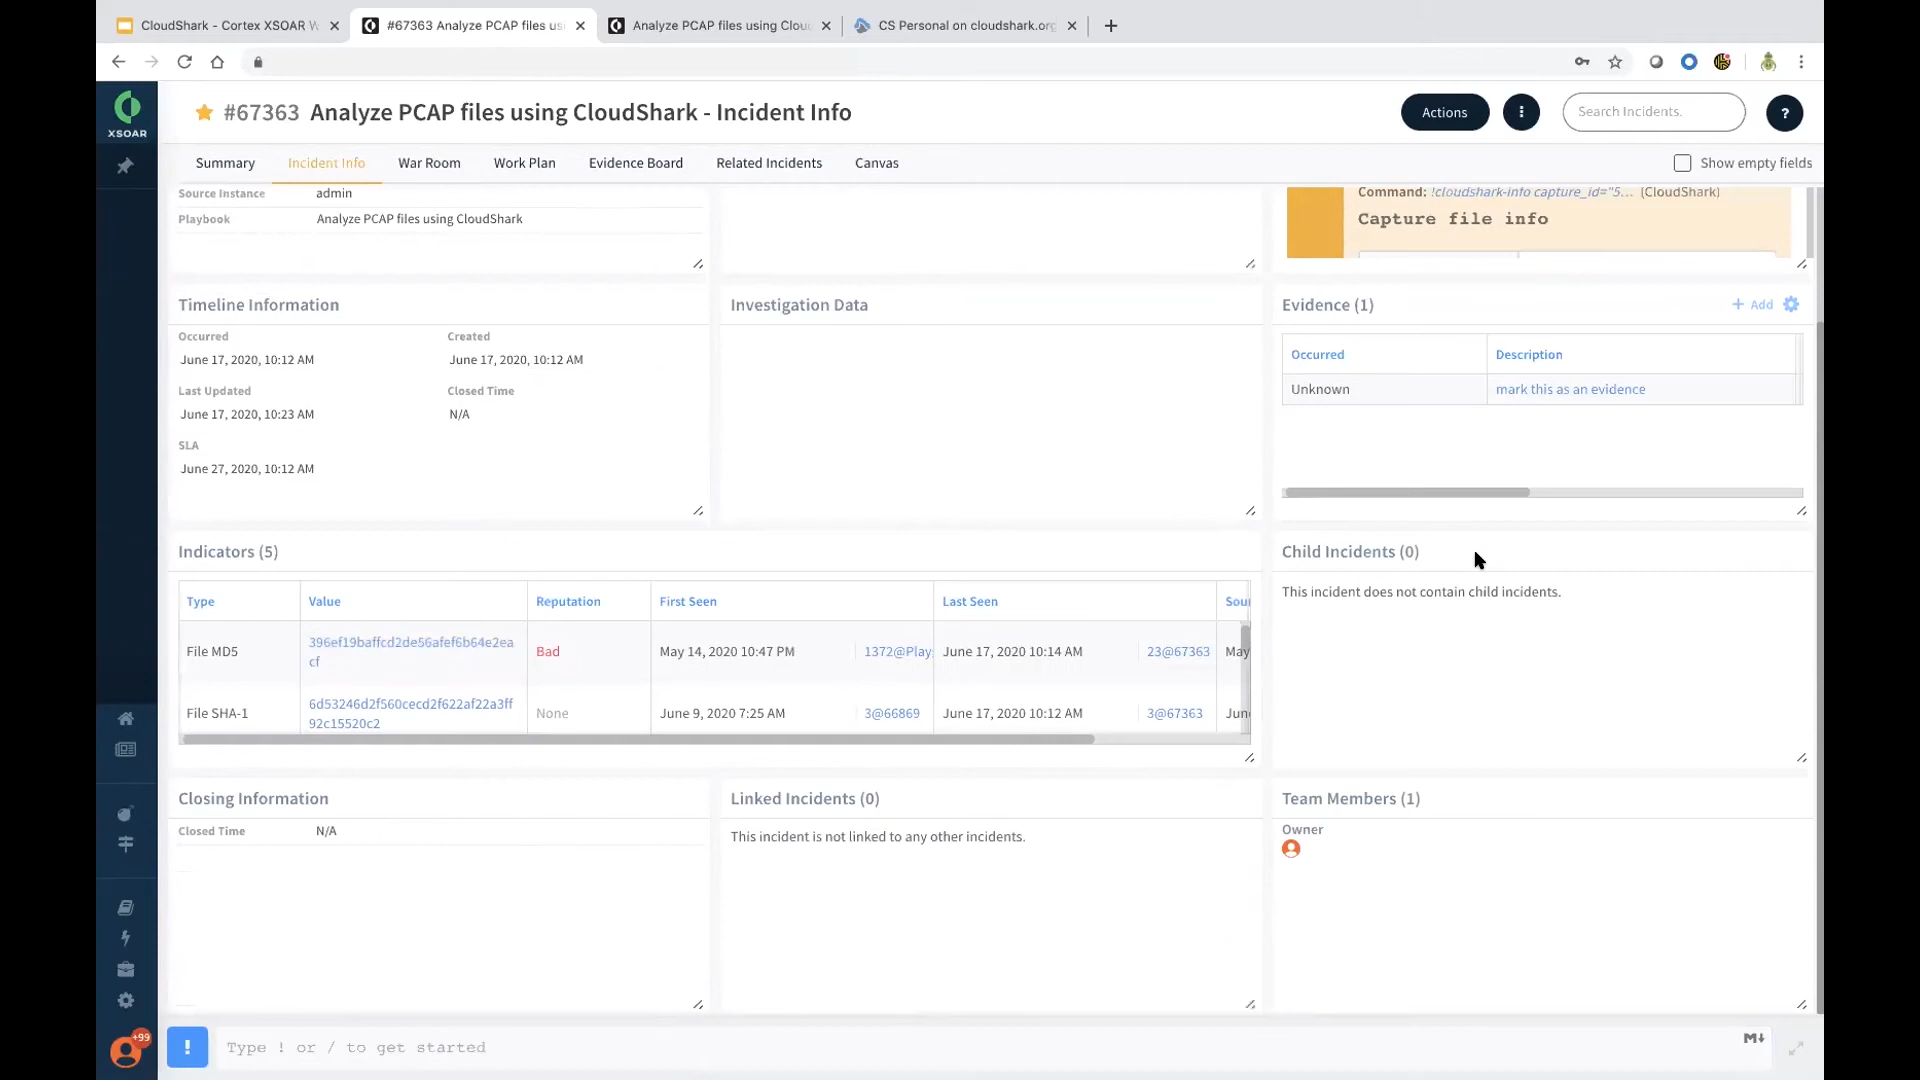 CloudShark - Cortex XSOAR W
#67363 Analyze PCAP files us
Analyze PCAP files using Clou
CS Personal on cloudshark.org
XSOAR
#67363 Analyze PCAP files using CloudShark - Incident Info
Actions
Search Incidents.
?
Summary
Incident Info
War Room
Work Plan
Evidence Board
Related Incidents
Canvas
Show empty fields
Source Instance admin
Playbook Analyze PCAP files using CloudShark
Command: !cloudshark-info capture_id="5... (CloudShark)
Capture file info
Timeline Information
Occurred Created
June 17, 2020, 10:12 AM June 17, 2020, 10:12 AM
Last Updated Closed Time
June 17, 2020, 10:23 AM N/A
SLA
June 27, 2020, 10:12 AM
Investigation Data
Evidence (1)
+ Add
Occurred Description
Unknown mark this as an evidence
Indicators (5)
Type Value Reputation First Seen Last Seen Sour
File MD5 396ef19baffcd2de56afef6b64e2ea Bad May 14, 2020 10:47 PM 1372@Play June 17, 2020 10:14 AM 23@67363 May
cf
File SHA-1 6d53246d2f560cecd2f622af22a3ff None June 9, 2020 7:25 AM 3@66869 June 17, 2020 10:12 AM 3@67363 Jun
92c15520c2
Child Incidents (0)
This incident does not contain child incidents.
Closing Information
Closed Time N/A
Linked Incidents (0)
This incident is not linked to any other incidents.
Team Members (1)
Owner
+99
!
Type ! or / to get started
M